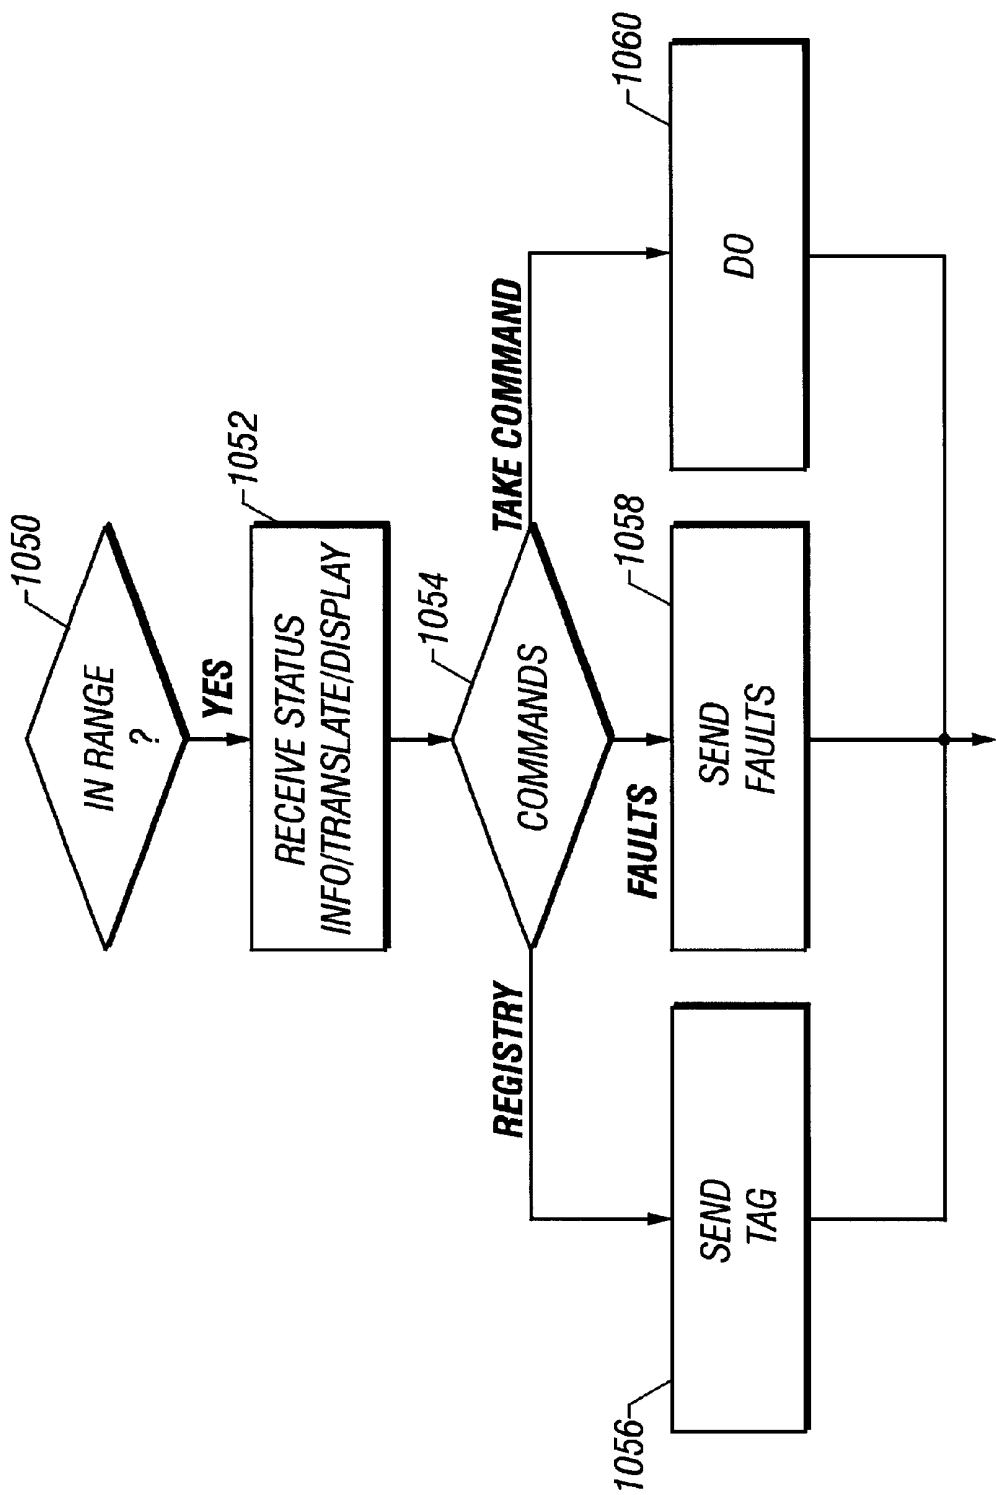 1050
IN RANGE
?
YES
1052
RECEIVE STATUS
INFO/TRANSLATE/DISPLAY
1054
COMMANDS
REGISTRY
FAULTS
TAKE COMMAND
1056
SEND
TAG
1058
SEND
FAULTS
1060
DO